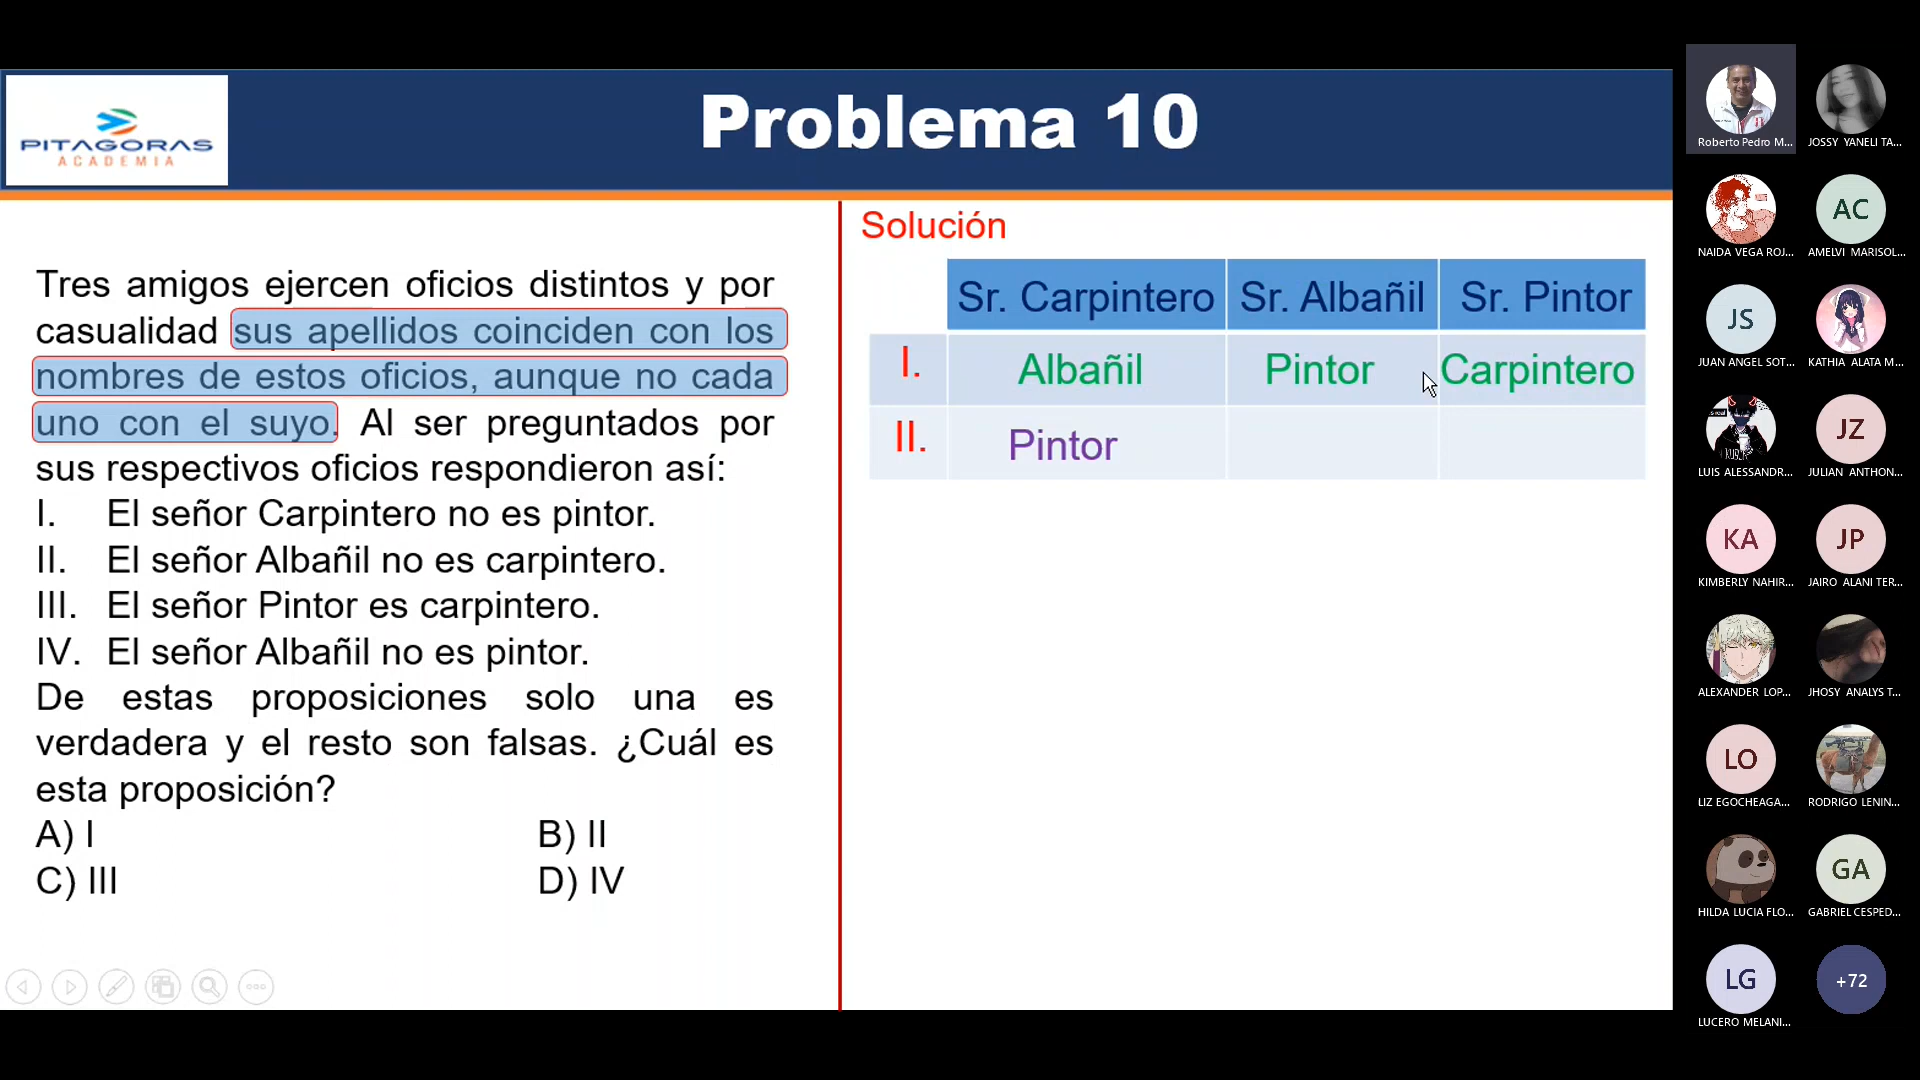 PITAGORAS
ACADEMIA
Problema 10
Tres amigos ejercen oficios distintos y por
casualidad sus apellidos coinciden con los
nombres de estos oficios, aunque no cada
uno con el suyo. Al ser preguntados por
sus respectivos oficios respondieron así:
I. El señor Carpintero no es pintor.
II. El señor Albañil no es carpintero.
III. El señor Pintor es carpintero.
IV. El señor Albañil no es pintor.
De estas proposiciones solo una es
verdadera y el resto son falsas. ¿Cuál es
esta proposición?
A) I B) II
C) III D) IV
Solución
Sr. Carpintero Sr. Albañil Sr. Pintor
I. Albañil Pintor Carpintero
II. Pintor
Roberto Pedro M... JOSSY YANELI TA...
AC
NAIDA VEGA ROJ... AMELVI MARISOL...
JS
JUAN ANGEL SOT... KATHIA ALATA M...
JZ
LUIS ALESSANDR... JULIAN ANTHON...
KA JP
KIMBERLY NAHIR... JAIRO ALANI TER...
ALEXANDER LOP... JHOSY ANALYS T...
LO
LIZ EGOCHEAGA... RODRIGO LENIN...
GA
HILDA LUCIA FLO... GABRIEL CESPED...
LG +72
LUCERO MELANI...